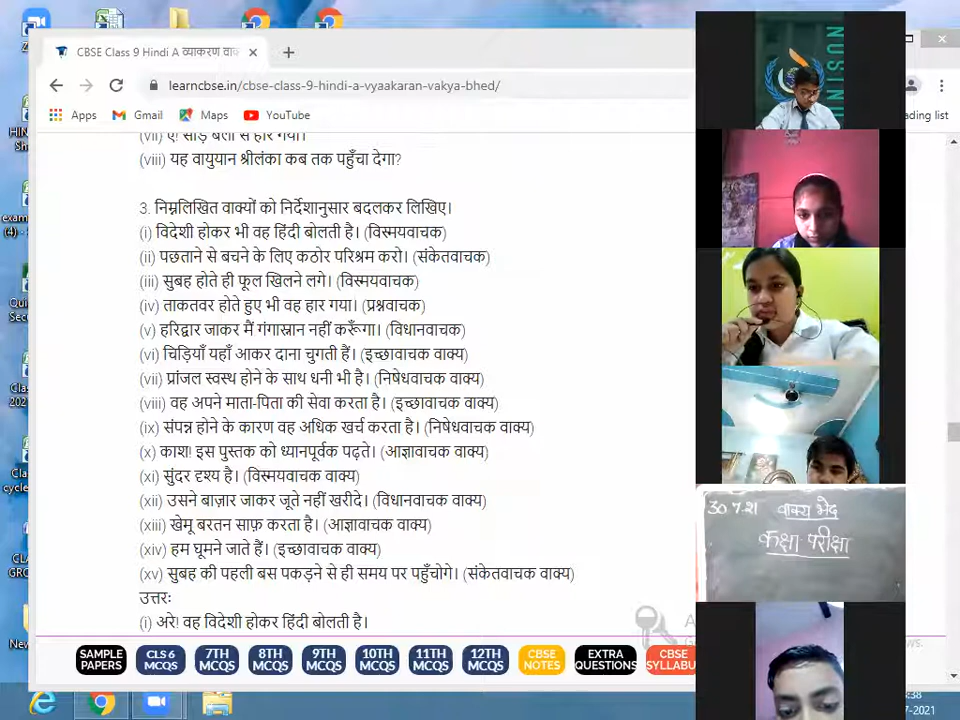 CBSE Class 9 Hindi A व्याकरण वाक
learncbse.in/cbse-class-9-hindi-a-vyaakaran-vakya-bhed/
Apps Gmail Maps YouTube
ding list
(viii) यह वायुयान श्रीलंका कब तक पहुँचा देगा?
3. निम्नलिखित वाक्यों को निर्देशानुसार बदलकर लिखिए।
(i) विदेशी होकर भी वह हिंदी बोलती है। (विस्मयवाचक)
(ii) पछताने से बचने के लिए कठोर परिश्रम करो। (संकेतवाचक)
(iii) सुबह होते ही फूल खिलने लगे। (विस्मयवाचक)
(iv) ताकतवर होते हुए भी वह हार गया। (प्रश्नवाचक)
(v) हरिद्वार जाकर मैं गंगास्नान नहीं करूँगा। (विधानवाचक)
(vi) चिड़ियाँ यहाँ आकर दाना चुगती हैं। (इच्छावाचक वाक्य)
(vii) प्रांजल स्वस्थ होने के साथ धनी भी है। (निषेधवाचक वाक्य)
(viii) वह अपने माता-पिता की सेवा करता है। (इच्छावाचक वाक्य)
(ix) संपन्न होने के कारण वह अधिक खर्च करता है। (निषेधवाचक वाक्य)
(x) काश! इस पुस्तक को ध्यानपूर्वक पढ़ते। (आज्ञावाचक वाक्य)
(xi) सुंदर दृश्य है। (विस्मयवाचक वाक्य)
(xii) उसने बाज़ार जाकर जूते नहीं खरीदे। (विधानवाचक वाक्य)
(xiii) खेमू बरतन साफ़ करता है। (आज्ञावाचक वाक्य)
(xiv) हम घूमने जाते हैं। (इच्छावाचक वाक्य)
(xv) सुबह की पहली बस पकड़ने से ही समय पर पहुँचोगे। (संकेतवाचक वाक्य)
उत्तरः
(i) अरे! वह विदेशी होकर हिंदी बोलती है।
SAMPLE PAPERS
CLS 6 MCQS
7TH MCQS
8TH MCQS
9TH MCQS
10TH MCQS
11TH MCQS
12TH MCQS
CBSE NOTES
EXTRA QUESTIONS
CBSE SYLLABU
30-7-21 वाक्य भेद
कक्षा परीक्षा